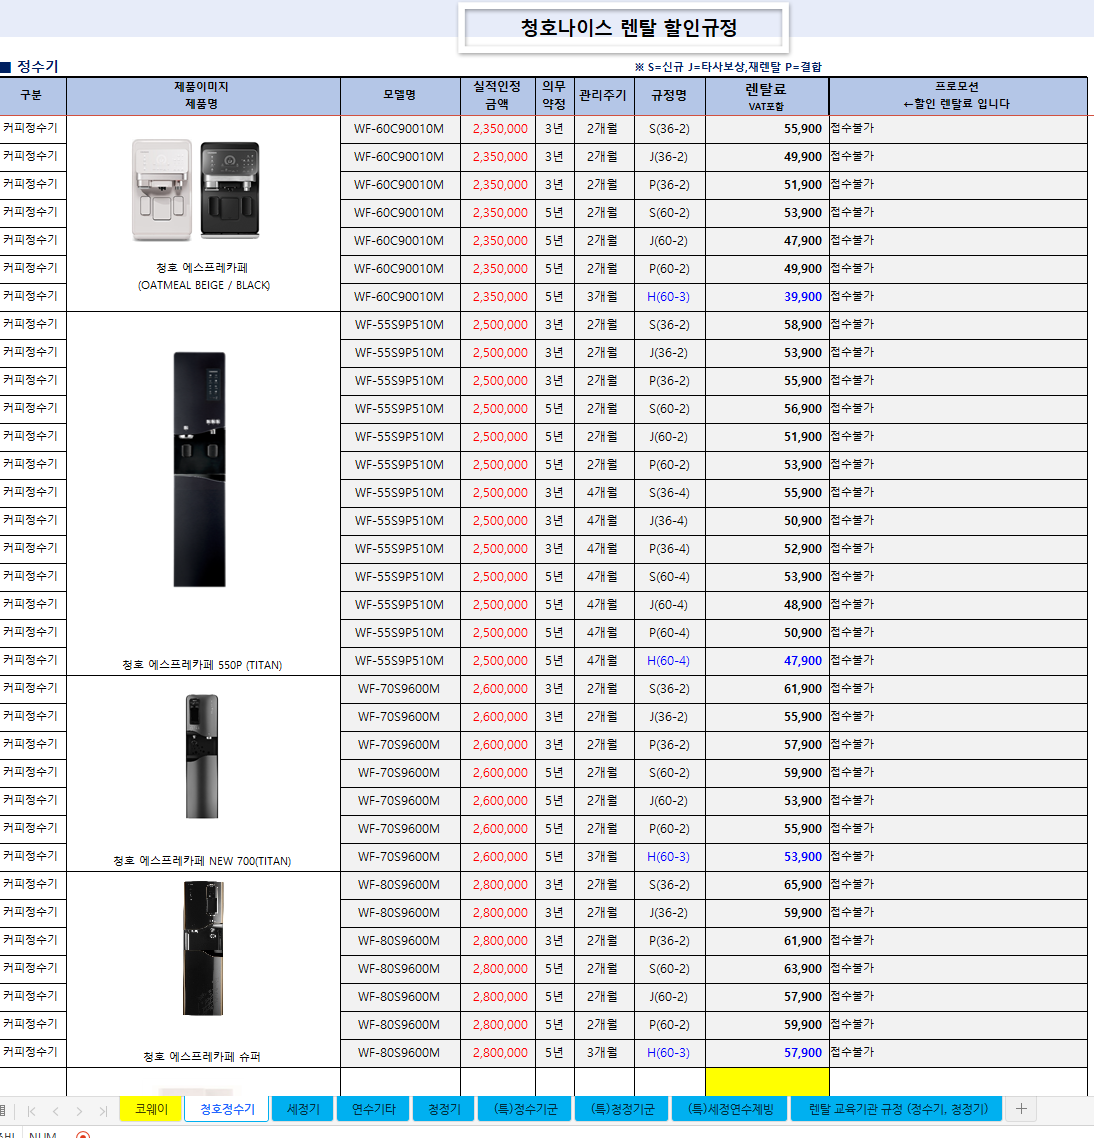 청호나이스 렌탈 할인규정
■ 정수기 ※ S=신규 J=타사보상,재렌탈 P=결합
구분 제품이미지 제품명 모델명 실적인정 금액 의무 약정 관리주기 규정명 렌탈료 VAT포함 프로모션 ←할인 렌탈료 입니다
커피정수기 WF-60C90010M 2,350,000 3년 2개월 S(36-2) 55,900 접수불가
커피정수기 WF-60C90010M 2,350,000 3년 2개월 J(36-2) 49,900 접수불가
커피정수기 WF-60C90010M 2,350,000 3년 2개월 P(36-2) 51,900 접수불가
커피정수기 WF-60C90010M 2,350,000 5년 2개월 S(60-2) 53,900 접수불가
커피정수기 WF-60C90010M 2,350,000 5년 2개월 J(60-2) 47,900 접수불가
커피정수기 청호 에스프레카페 WF-60C90010M 2,350,000 5년 2개월 P(60-2) 49,900 접수불가
(OATMEAL BEIGE / BLACK)
커피정수기 WF-60C90010M 2,350,000 5년 3개월 H(60-3) 39,900 접수불가
커피정수기 WF-55S9P510M 2,500,000 3년 2개월 S(36-2) 58,900 접수불가
커피정수기 WF-55S9P510M 2,500,000 3년 2개월 J(36-2) 53,900 접수불가
커피정수기 WF-55S9P510M 2,500,000 3년 2개월 P(36-2) 55,900 접수불가
커피정수기 WF-55S9P510M 2,500,000 5년 2개월 S(60-2) 56,900 접수불가
커피정수기 WF-55S9P510M 2,500,000 5년 2개월 J(60-2) 51,900 접수불가
커피정수기 WF-55S9P510M 2,500,000 5년 2개월 P(60-2) 53,900 접수불가
커피정수기 WF-55S9P510M 2,500,000 3년 4개월 S(36-4) 55,900 접수불가
커피정수기 WF-55S9P510M 2,500,000 3년 4개월 J(36-4) 50,900 접수불가
커피정수기 WF-55S9P510M 2,500,000 3년 4개월 P(36-4) 52,900 접수불가
커피정수기 WF-55S9P510M 2,500,000 5년 4개월 S(60-4) 53,900 접수불가
커피정수기 WF-55S9P510M 2,500,000 5년 4개월 J(60-4) 48,900 접수불가
커피정수기 WF-55S9P510M 2,500,000 5년 4개월 P(60-4) 50,900 접수불가
커피정수기 청호 에스프레카페 550P (TITAN) WF-55S9P510M 2,500,000 5년 4개월 H(60-4) 47,900 접수불가
커피정수기 WF-70S9600M 2,600,000 3년 2개월 S(36-2) 61,900 접수불가
커피정수기 WF-70S9600M 2,600,000 3년 2개월 J(36-2) 55,900 접수불가
커피정수기 WF-70S9600M 2,600,000 3년 2개월 P(36-2) 57,900 접수불가
커피정수기 WF-70S9600M 2,600,000 5년 2개월 S(60-2) 59,900 접수불가
커피정수기 WF-70S9600M 2,600,000 5년 2개월 J(60-2) 53,900 접수불가
커피정수기 WF-70S9600M 2,600,000 5년 2개월 P(60-2) 55,900 접수불가
커피정수기 청호 에스프레카페 NEW 700(TITAN) WF-70S9600M 2,600,000 5년 3개월 H(60-3) 53,900 접수불가
커피정수기 WF-80S9600M 2,800,000 3년 2개월 S(36-2) 65,900 접수불가
커피정수기 WF-80S9600M 2,800,000 3년 2개월 J(36-2) 59,900 접수불가
커피정수기 WF-80S9600M 2,800,000 3년 2개월 P(36-2) 61,900 접수불가
커피정수기 WF-80S9600M 2,800,000 5년 2개월 S(60-2) 63,900 접수불가
커피정수기 WF-80S9600M 2,800,000 5년 2개월 J(60-2) 57,900 접수불가
커피정수기 WF-80S9600M 2,800,000 5년 2개월 P(60-2) 59,900 접수불가
커피정수기 청호 에스프레카페 슈퍼 WF-80S9600M 2,800,000 5년 3개월 H(60-3) 57,900 접수불가
코웨이 청호정수기 세정기 연수기타 청정기 (특)정수기군 (특)청정기군 (특)세정연수제빙 렌탈 교육기관 규정 (정수기, 청정기)
NUM